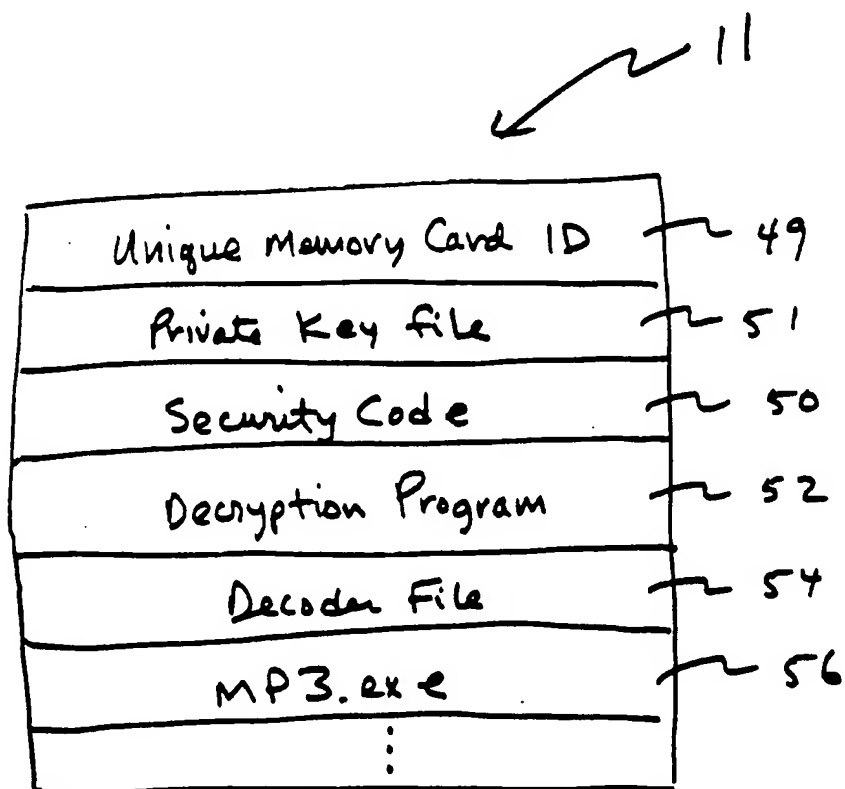 11
Unique Memory Card ID 49
Private Key file 51
Security Code 50
Decryption Program 52
Decoder File 54
MP3.exe 56